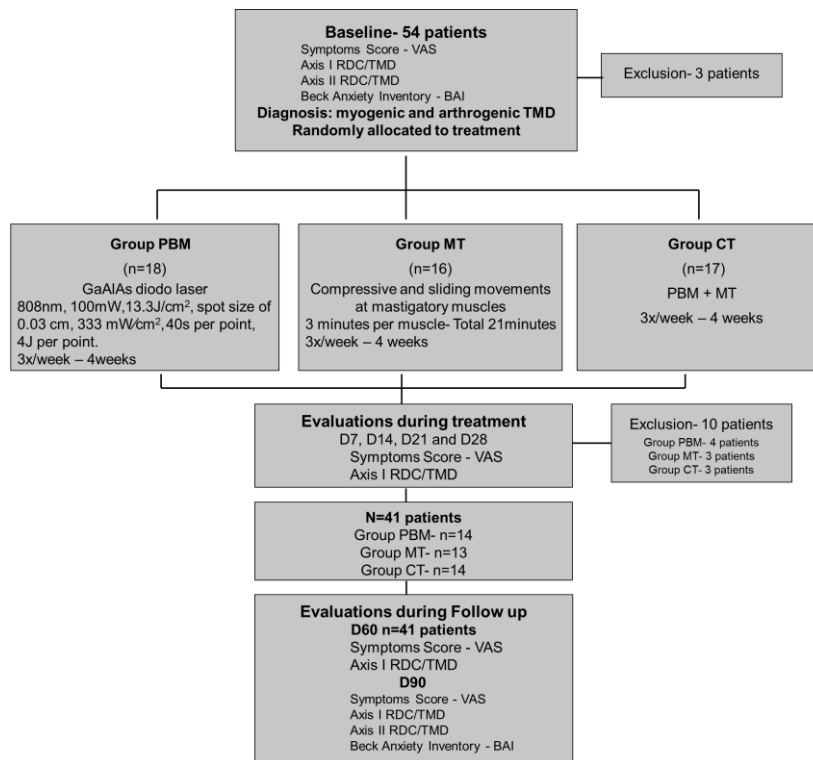 Baseline- 54 patients
Symptoms Score - VAS
Axis I RDC/TMD
Axis II RDC/TMD
Beck Anxiety Inventory - BAI
Diagnosis: myogenic and arthrogenic TMD
Randomly allocated to treatment
Exclusion- 3 patients
Group PBM
(n=18)
GaAlAs diodo laser
808nm, 100mW,13.3J/cm², spot size of
0.03 cm, 333 mW/cm², 40s per point,
4J per point.
3x/week – 4weeks
Group MT
(n=16)
Compressive and sliding movements
at mastigatory muscles
3 minutes per muscle- Total 21minutes
3x/week – 4 weeks
Group CT
(n=17)
PBM + MT
3x/week – 4 weeks
Evaluations during treatment
D7, D14, D21 and D28
Symptoms Score - VAS
Axis I RDC/TMD
Exclusion- 10 patients
Group PBM- 4 patients
Group MT- 3 patients
Group CT- 3 patients
N=41 patients
Group PBM- n=14
Group MT- n=13
Group CT- n=14
Evaluations during Follow up
D60 n=41 patients
Symptoms Score - VAS
Axis I RDC/TMD
D90
Symptoms Score - VAS
Axis I RDC/TMD
Axis II RDC/TMD
Beck Anxiety Inventory - BAI